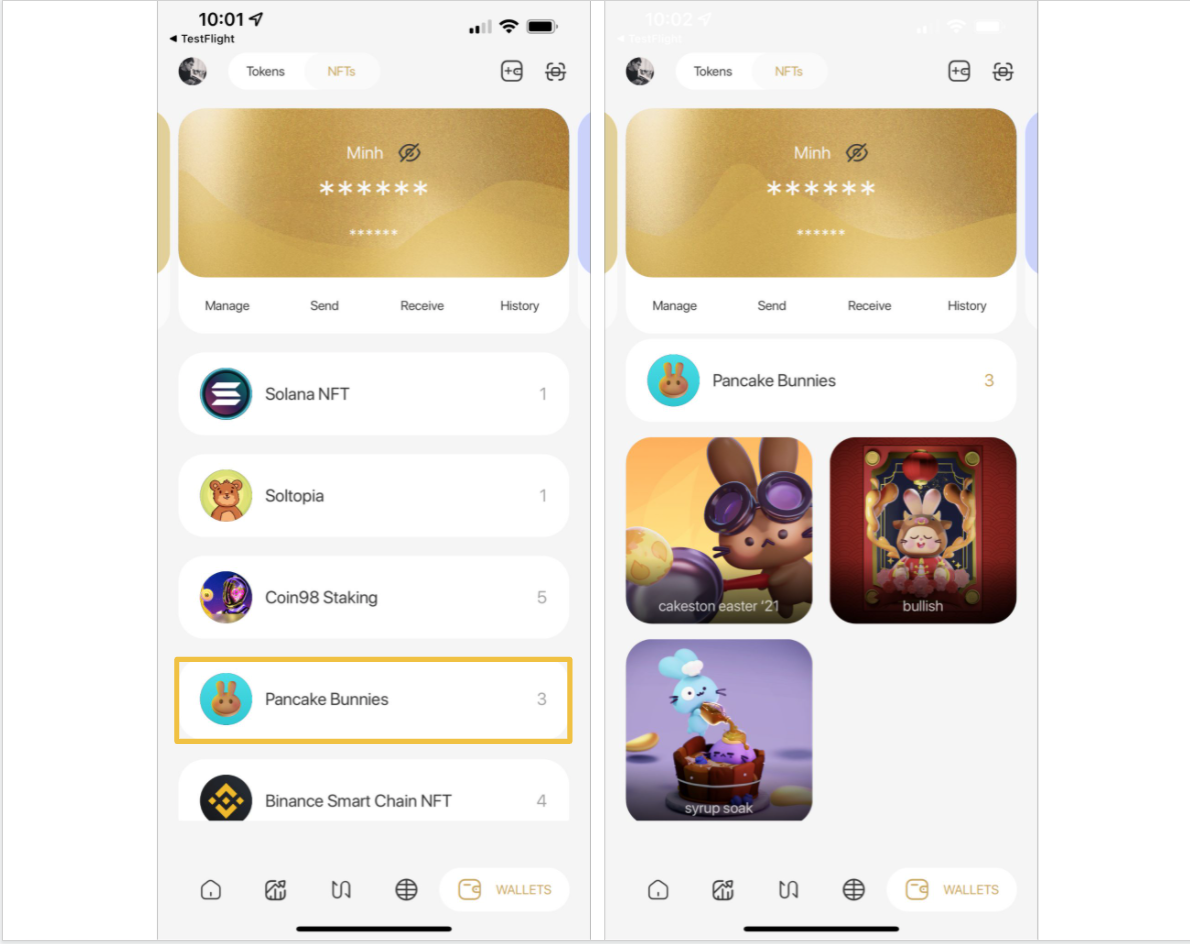 10:01
◀ TestFlight
Tokens NFTs
Minh
******
******
Manage Send Receive History
Solana NFT 1
Soltopia 1
Coin98 Staking 5
Pancake Bunnies 3
Binance Smart Chain NFT 4
WALLETS
10:02
◀ TestFlight
Tokens NFTs
Minh
******
******
Manage Send Receive History
Pancake Bunnies 3
cakeston easter '21
bullish
syrup soak
WALLETS